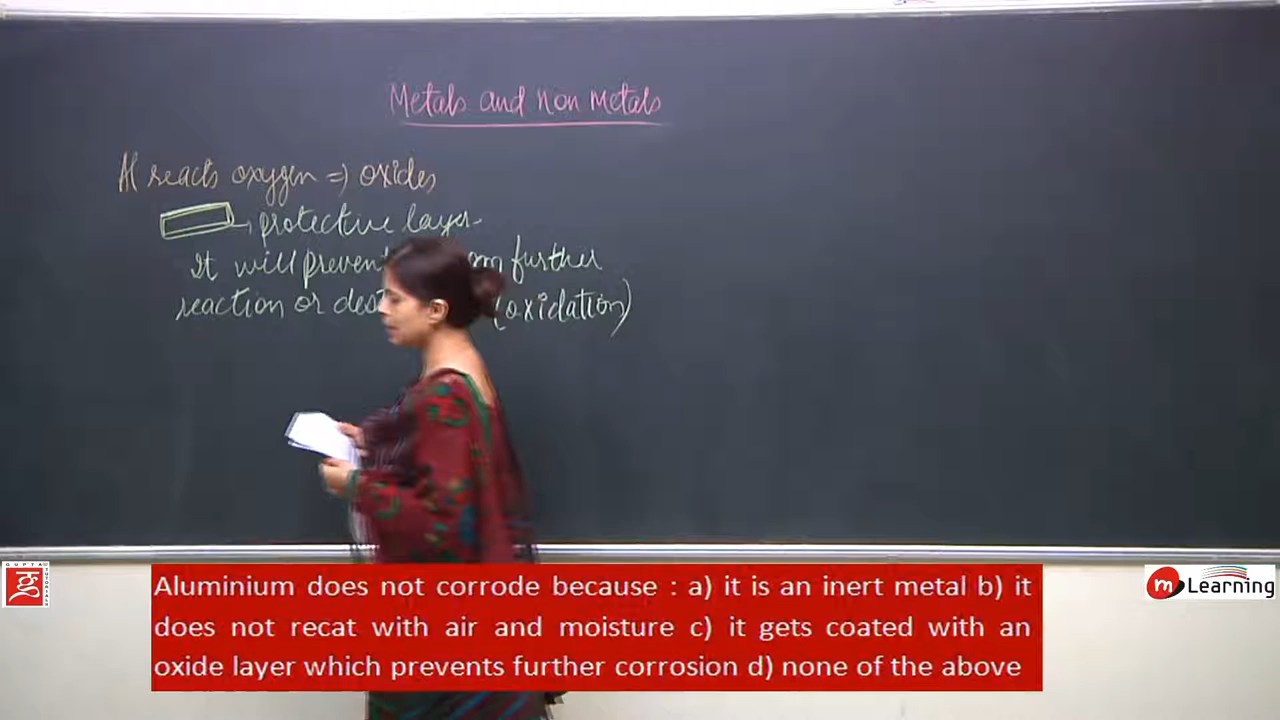 Metals and Non Metals
Al reacts oxygen => oxides
protective layer
It will prevent further
reaction or (oxidation)
GUPTA
TUTORIALS
Aluminium does not corrode because : a) it is an inert metal b) it
does not recat with air and moisture c) it gets coated with an
oxide layer which prevents further corrosion d) none of the above
m Learning